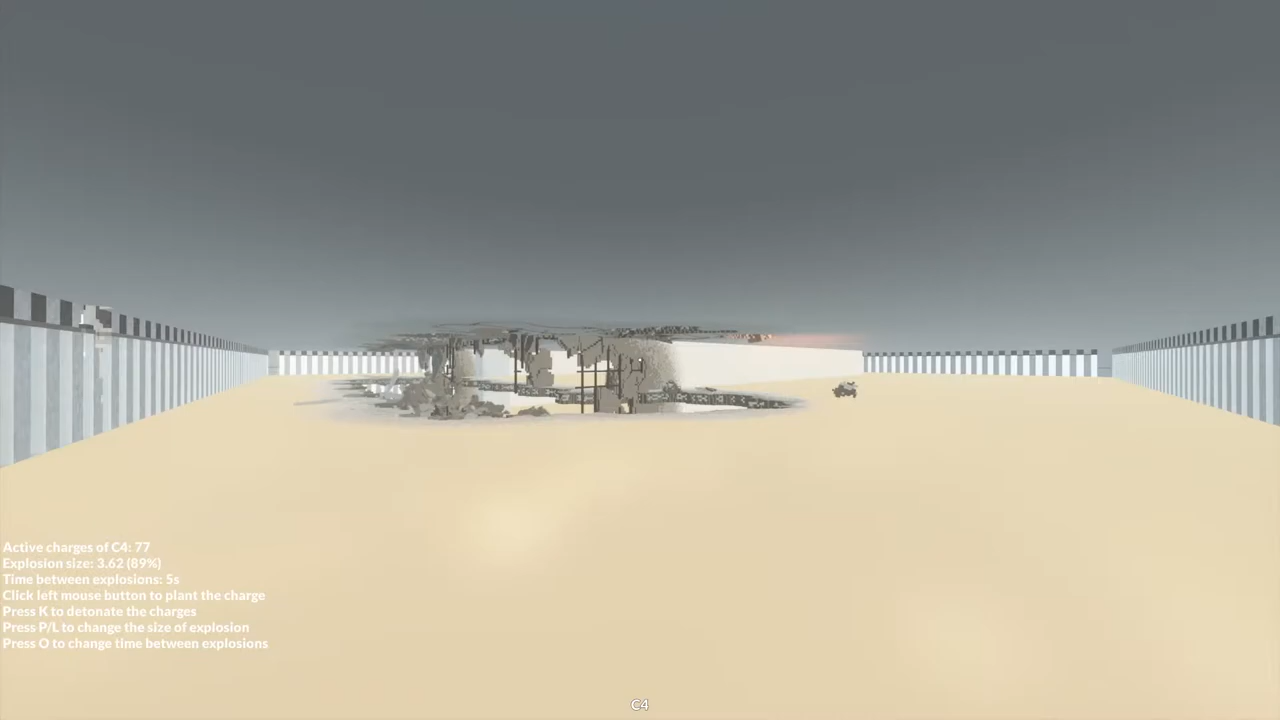 Active charges of C4: 77
Explosion size: 3.62 (89%)
Time between explosions: 5s
Click left mouse button to plant the charge
Press K to detonate the charges
Press P/L to change the size of explosion
Press O to change time between explosions
C4